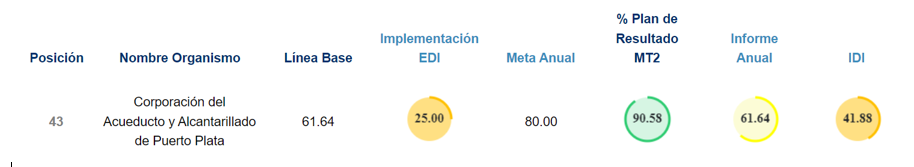 Posición
Nombre Organismo
Línea Base
Implementación
EDI
Meta Anual
% Plan de
Resultado
MT2
Informe
Anual
IDI
43
Corporación del
Acueducto y Alcantarillado
de Puerto Plata
61.64
25.00
80.00
90.58
61.64
41.88